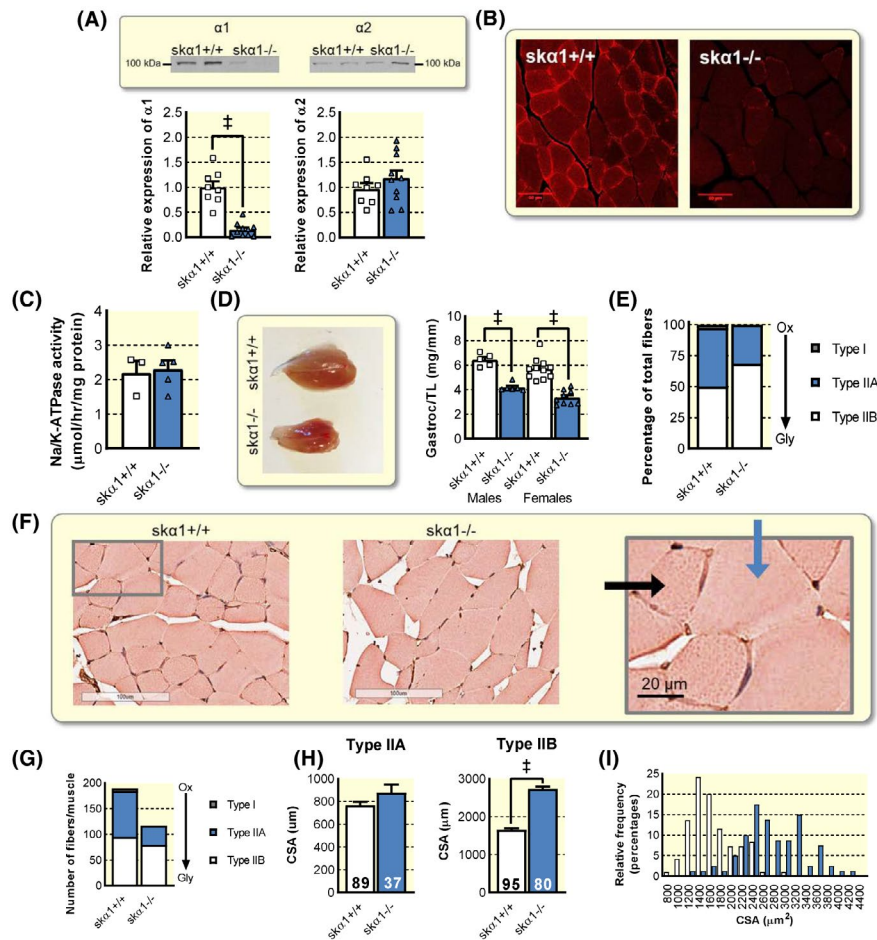 (A)
α1 α2
skα1+/+ skα1-/- skα1+/+ skα1-/-
100 kDa 100 kDa
Relative expression of α1
2.5
2.0
1.5
1.0
0.5
0.0
‡
skα1+/+
skα1-/-
Relative expression of α2
2.5
2.0
1.5
1.0
0.5
0.0
skα1+/+
skα1-/-
(B)
skα1+/+ skα1-/-
(C)
Na/K-ATPase activity
(μmol/hr/mg protein)
4
3
2
1
0
skα1+/+
skα1-/-
(D)
skα1-/- skα1+/+
Gastroc/TL (mg/mm)
10
8
6
4
2
0
‡ ‡
skα1+/+
skα1-/-
skα1+/+
skα1-/-
Males Females
(E)
Percentage of total fibers
100
75
50
25
0
skα1+/+
skα1-/-
Ox
Gly
Type I
Type IIA
Type IIB
(F)
skα1+/+ skα1-/-
100um 100um
20 μm
(G)
Number of fibers/muscle
200
150
100
50
0
skα1+/+
skα1-/-
Ox
Gly
Type I
Type IIA
Type IIB
(H)
Type IIA
CSA (um)
1000
800
600
400
200
0
89 37
skα1+/+
skα1-/-
Type IIB
CSA (μm)
3000
2000
1000
0
‡
95 80
skα1+/+
skα1-/-
(I)
Relative frequency
(percentages)
25
20
15
10
5
0
800
1000
1200
1400
1600
1800
2000
2200
2400
2600
2800
3000
3200
3400
3600
3800
4000
4200
4400
CSA (μm²)